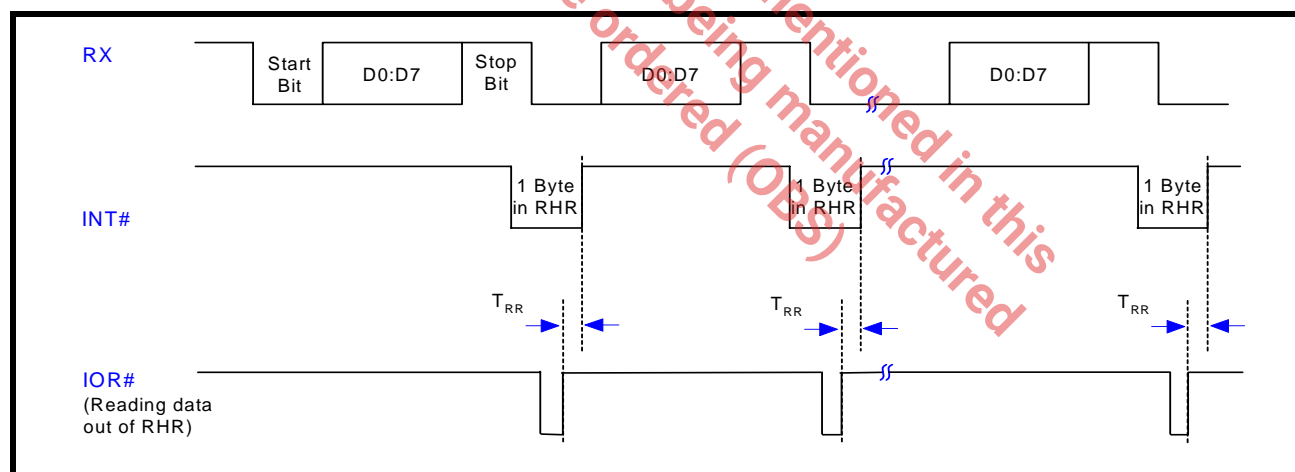 RX
Start
Bit
D0:D7
Stop
Bit
D0:D7
D0:D7
INT#
1 Byte
in RHR
1 Byte
in RHR
1 Byte
in RHR
TRR
TRR
TRR
IOR#
(Reading data
out of RHR)
mentioned in this
being manufactured
ordered (OBS)